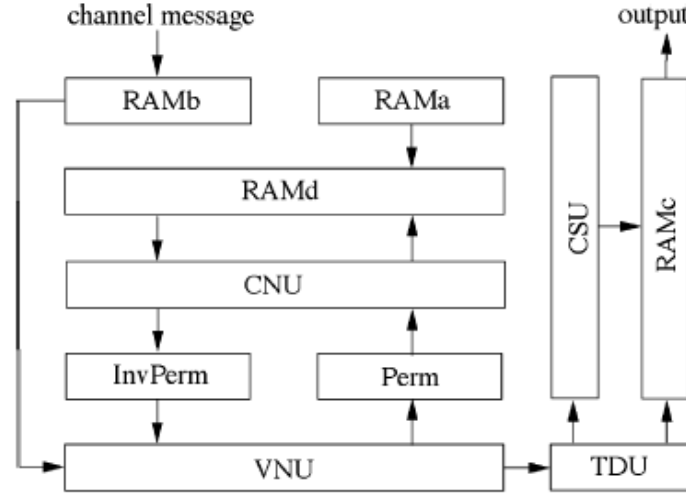 channel message
output
RAMb
RAMa
RAMd
CSU
RAMc
CNU
InvPerm
Perm
VNU
TDU